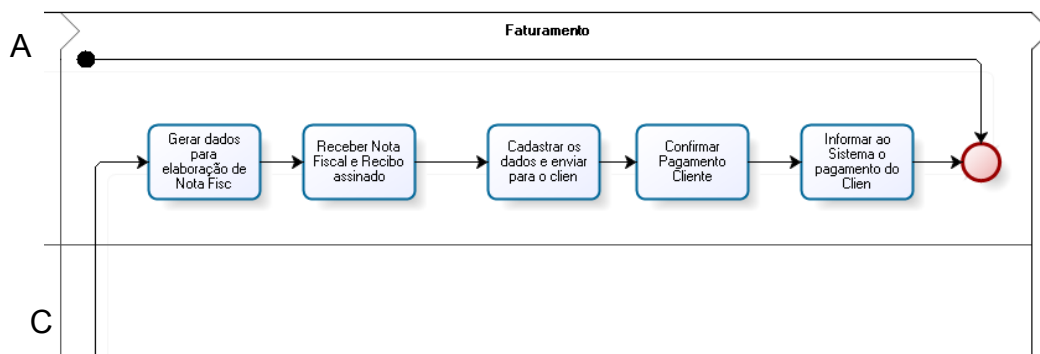 Faturamento
A
Gerar dados
para
elaboração de
Nota Fisc
Receber Nota
Fiscal e Recibo
assinado
Cadastrar os
dados e enviar
para o clien
Confirmar
Pagamento
Cliente
Informar ao
Sistema o
pagamento do
Clien
C